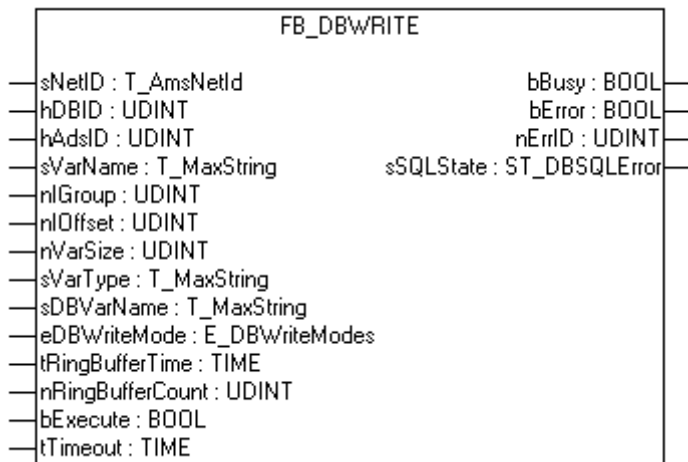 FB_DBWRITE
sNetID : T_AmsNetId bBusy : BOOL
hDBID : UDINT bError : BOOL
hAdsID : UDINT nErrID : UDINT
sVarName : T_MaxString sSQLState : ST_DBSQLError
nIGroup : UDINT
nIOffset : UDINT
nVarSize : UDINT
sVarType : T_MaxString
sDBVarName : T_MaxString
eDBWriteMode : E_DBWriteModes
tRingBufferTime : TIME
nRingBufferCount : UDINT
bExecute : BOOL
tTimeout : TIME